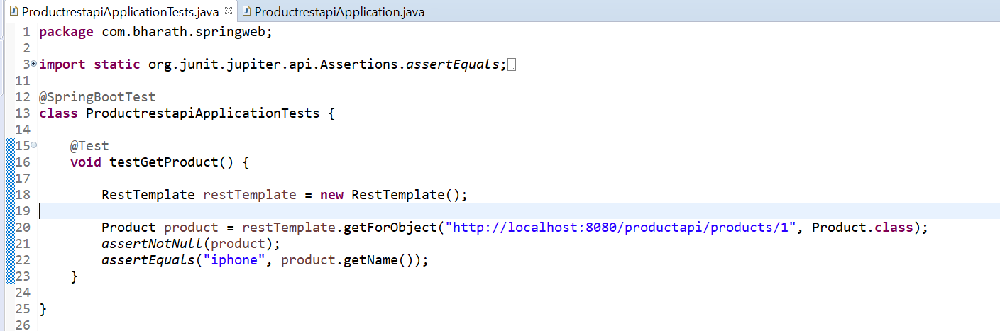 ProductrestapiApplicationTests.java ProductrestapiApplication.java
1 package com.bharath.springweb;
2
3 import static org.junit.jupiter.api.Assertions.assertEquals;
11
12 @SpringBootTest
13 class ProductrestapiApplicationTests {
14
15 @Test
16 void testGetProduct() {
17
18 RestTemplate restTemplate = new RestTemplate();
19
20 Product product = restTemplate.getForObject("http://localhost:8080/productapi/products/1", Product.class);
21 assertNotNull(product);
22 assertEquals("iphone", product.getName());
23 }
24
25 }
26